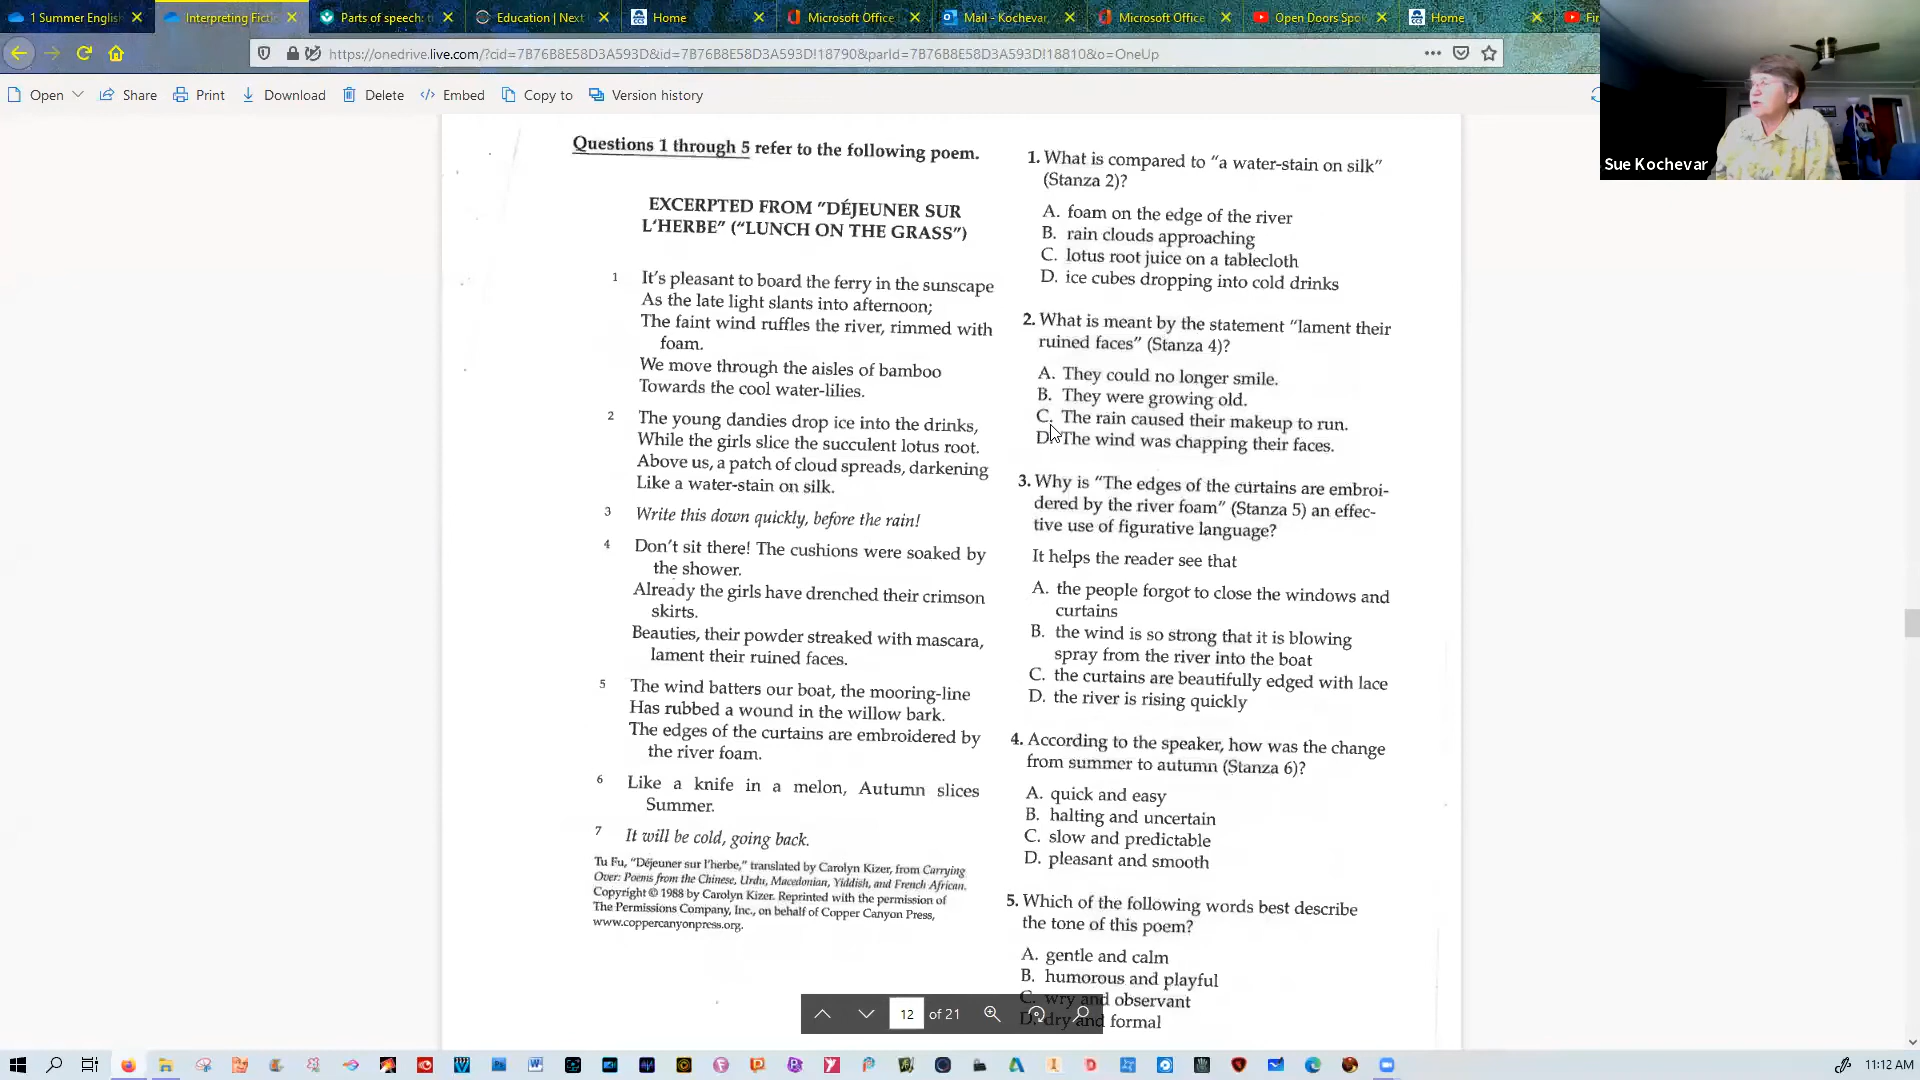 1 Summer English
Interpreting Fictio
Parts of speech: t
Education | Next
Home
Microsoft Office
Mail - Kochevar,
Microsoft Office
Open Doors Spo
Home
Fir
https://onedrive.live.com/?cid=7B76B8E58D3A593D&id=7B76B8E58D3A593D!18790&parId=7B76B8E58D3A593D!18810&o=OneUp
Open
Share
Print
Download
Delete
Embed
Copy to
Version history
Sue Kochevar
Questions 1 through 5 refer to the following poem.
EXCERPTED FROM "DÉJEUNER SUR
L'HERBE" ("LUNCH ON THE GRASS")
1 It's pleasant to board the ferry in the sunscape
As the late light slants into afternoon;
The faint wind ruffles the river, rimmed with
foam.
We move through the aisles of bamboo
Towards the cool water-lilies.
2 The young dandies drop ice into the drinks,
While the girls slice the succulent lotus root.
Above us, a patch of cloud spreads, darkening
Like a water-stain on silk.
3 Write this down quickly, before the rain!
4 Don't sit there! The cushions were soaked by
the shower.
Already the girls have drenched their crimson
skirts.
Beauties, their powder streaked with mascara,
lament their ruined faces.
5 The wind batters our boat, the mooring-line
Has rubbed a wound in the willow bark.
The edges of the curtains are embroidered by
the river foam.
6 Like a knife in a melon, Autumn slices
Summer.
7 It will be cold, going back.
Tu Fu, "Déjeuner sur l'herbe," translated by Carolyn Kizer, from Carrying
Over: Poems from the Chinese, Urdu, Macedonian, Yiddish, and French African.
Copyright © 1988 by Carolyn Kizer. Reprinted with the permission of
The Permissions Company, Inc., on behalf of Copper Canyon Press,
www.coppercanyonpress.org.
1. What is compared to "a water-stain on silk"
(Stanza 2)?
A. foam on the edge of the river
B. rain clouds approaching
C. lotus root juice on a tablecloth
D. ice cubes dropping into cold drinks
2. What is meant by the statement "lament their
ruined faces" (Stanza 4)?
A. They could no longer smile.
B. They were growing old.
C. The rain caused their makeup to run.
D. The wind was chapping their faces.
3. Why is "The edges of the curtains are embroi-
dered by the river foam" (Stanza 5) an effec-
tive use of figurative language?
It helps the reader see that
A. the people forgot to close the windows and
curtains
B. the wind is so strong that it is blowing
spray from the river into the boat
C. the curtains are beautifully edged with lace
D. the river is rising quickly
4. According to the speaker, how was the change
from summer to autumn (Stanza 6)?
A. quick and easy
B. halting and uncertain
C. slow and predictable
D. pleasant and smooth
5. Which of the following words best describe
the tone of this poem?
A. gentle and calm
B. humorous and playful
C. wry and observant
D. dry and formal
12 of 21
11:12 AM